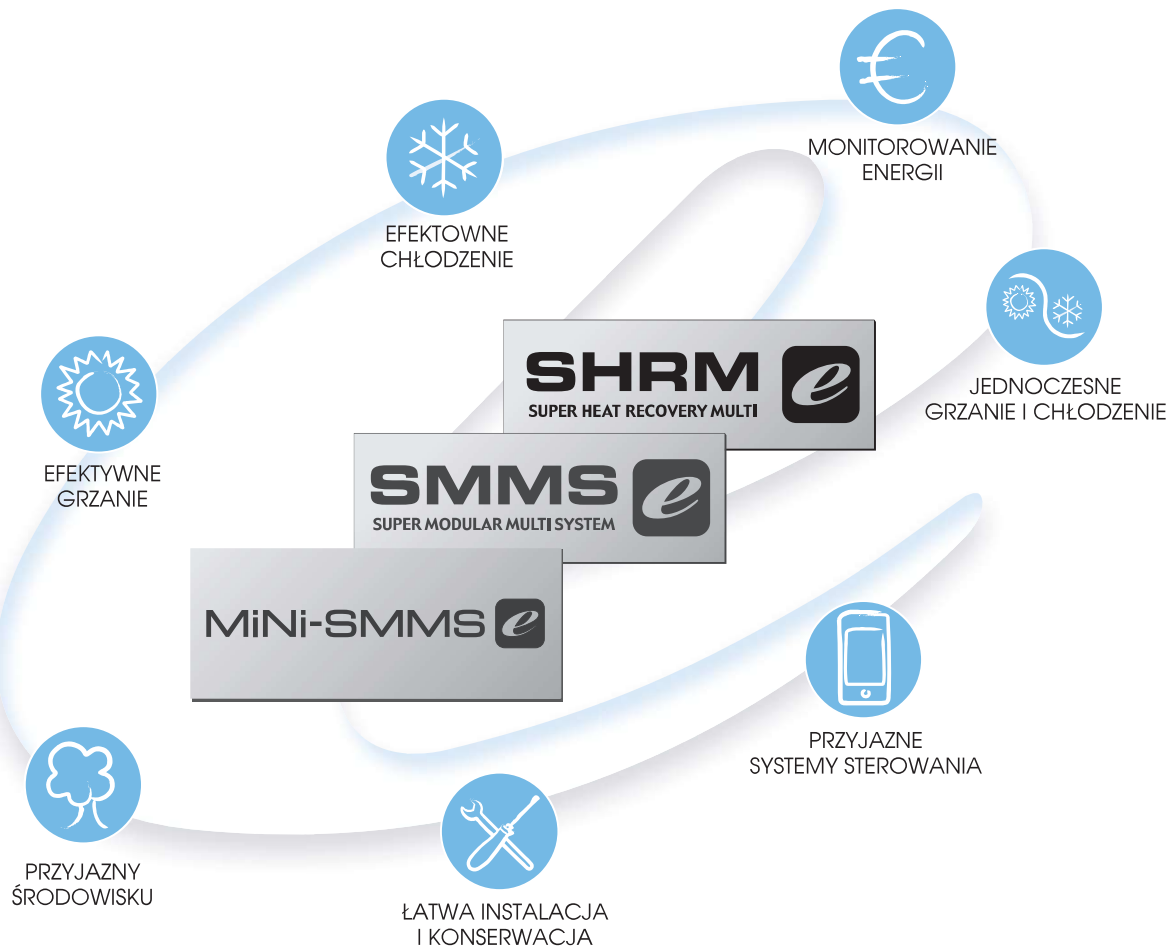 MONITOROWANIE
ENERGII
EFEKTOWNE
CHŁODZENIE
JEDNOCZESNE
GRZANIE I CHŁODZENIE
SHRM e
SUPER HEAT RECOVERY MULTI
EFEKTYWNE
GRZANIE
SMMS e
SUPER MODULAR MULTI SYSTEM
MiNi-SMMS e
PRZYJAZNE
SYSTEMY STEROWANIA
PRZYJAZNY
ŚRODOWISKU
ŁATWA INSTALACJA
I KONSERWACJA